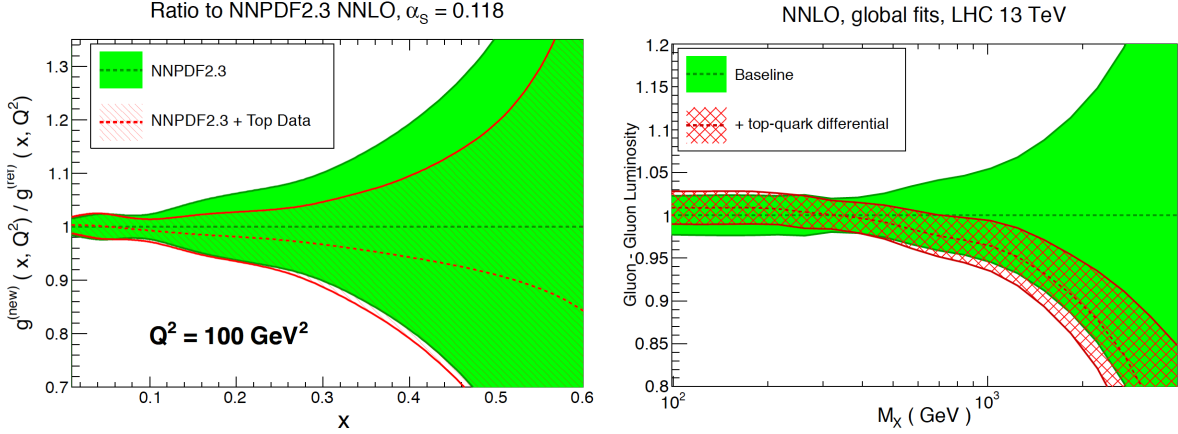 Ratio to NNPDF2.3 NNLO, α_S = 0.118
g^(new) ( x, Q²) / g^(ref) ( x, Q²)
1.3
1.2
1.1
1
0.9
0.8
0.7
NNPDF2.3
NNPDF2.3 + Top Data
Q² = 100 GeV²
0.1
0.2
0.3
0.4
0.5
0.6
x
NNLO, global fits, LHC 13 TeV
Gluon - Gluon Luminosity
1.2
1.15
1.1
1.05
1
0.95
0.9
0.85
0.8
Baseline
+ top-quark differential
10²
10³
M_X ( GeV )